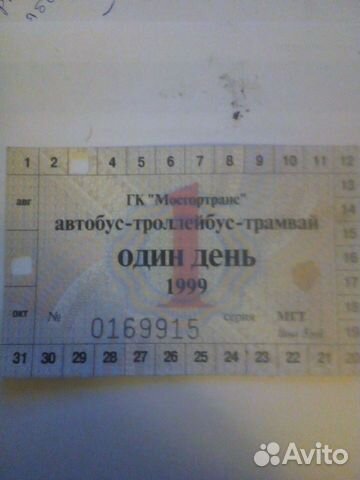 1 2 4 5 6 7 8 9 10 11 12
13
авг
ГК "Мосгортранс"
14
автобус-троллейбус-трамвай
15
1
один день
16
17
1999
18
окт № 0169915 серия МГТ
19
31 30 29 28 27 26 25 24 23 22 21 20
Avito